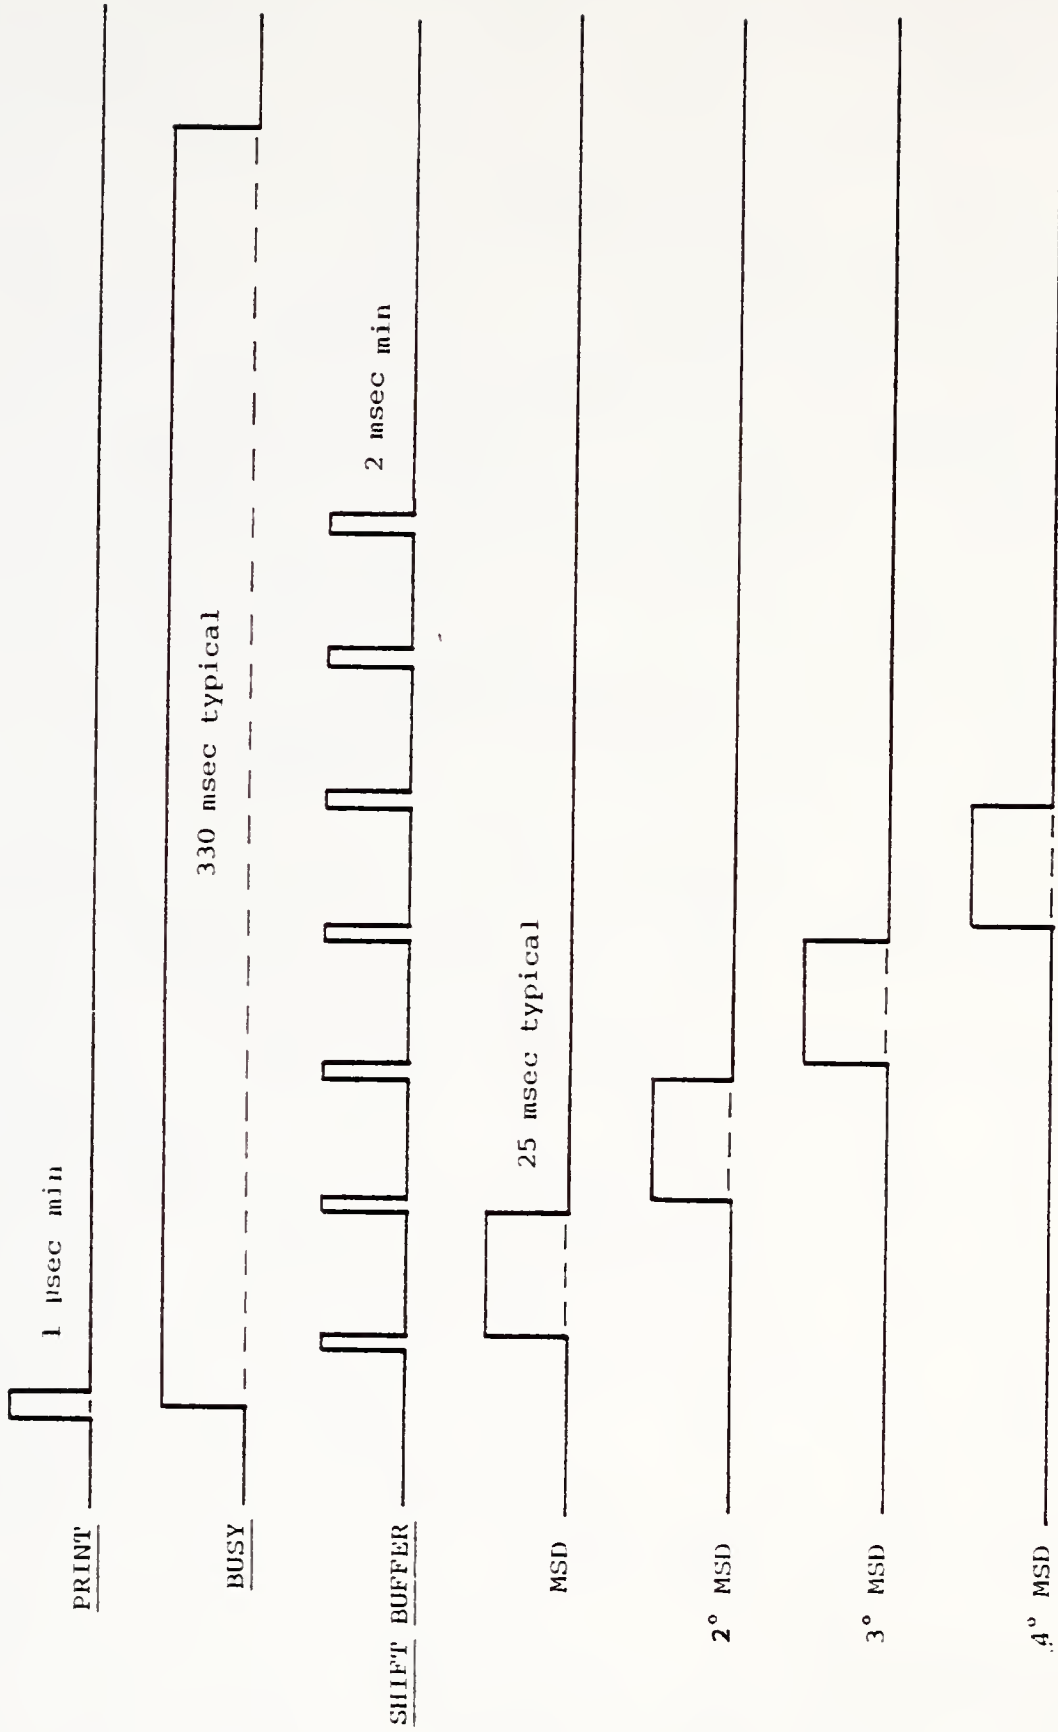 PRINT
1 µsec min
BUSY
330 msec typical
SHIFT BUFFER
2 msec min
MSD
25 msec typical
2° MSD
3° MSD
4° MSD